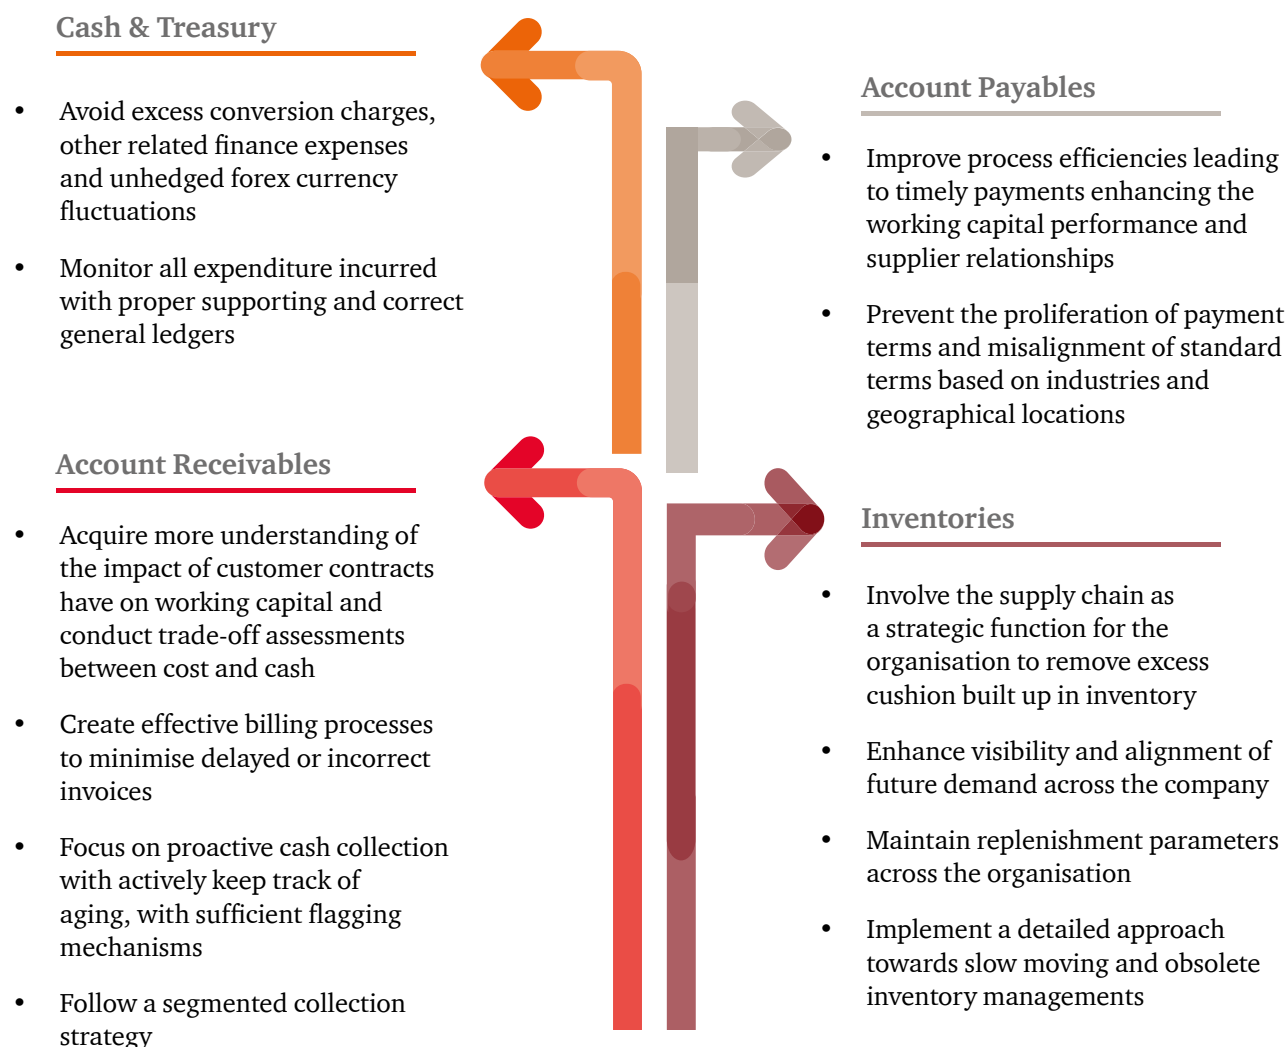 Cash & Treasury
• Avoid excess conversion charges,
other related finance expenses
and unhedged forex currency
fluctuations
• Monitor all expenditure incurred
with proper supporting and correct
general ledgers
Account Payables
• Improve process efficiencies leading
to timely payments enhancing the
working capital performance and
supplier relationships
• Prevent the proliferation of payment
terms and misalignment of standard
terms based on industries and
geographical locations
Account Receivables
• Acquire more understanding of
the impact of customer contracts
have on working capital and
conduct trade-off assessments
between cost and cash
• Create effective billing processes
to minimise delayed or incorrect
invoices
• Focus on proactive cash collection
with actively keep track of
aging, with sufficient flagging
mechanisms
• Follow a segmented collection
strategy
Inventories
• Involve the supply chain as
a strategic function for the
organisation to remove excess
cushion built up in inventory
• Enhance visibility and alignment of
future demand across the company
• Maintain replenishment parameters
across the organisation
• Implement a detailed approach
towards slow moving and obsolete
inventory managements